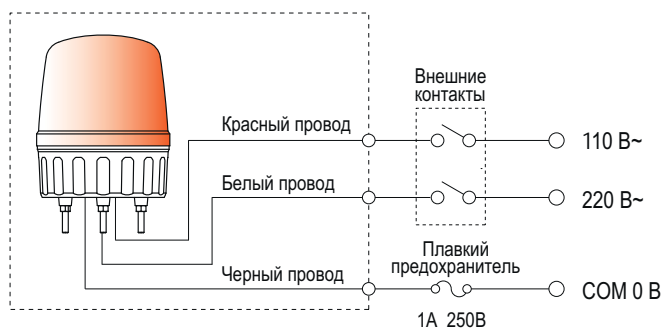 Внешние
контакты
Красный провод
110 В~
Белый провод
220 В~
Плавкий
предохранитель
Черный провод
COM 0 В
1А 250В